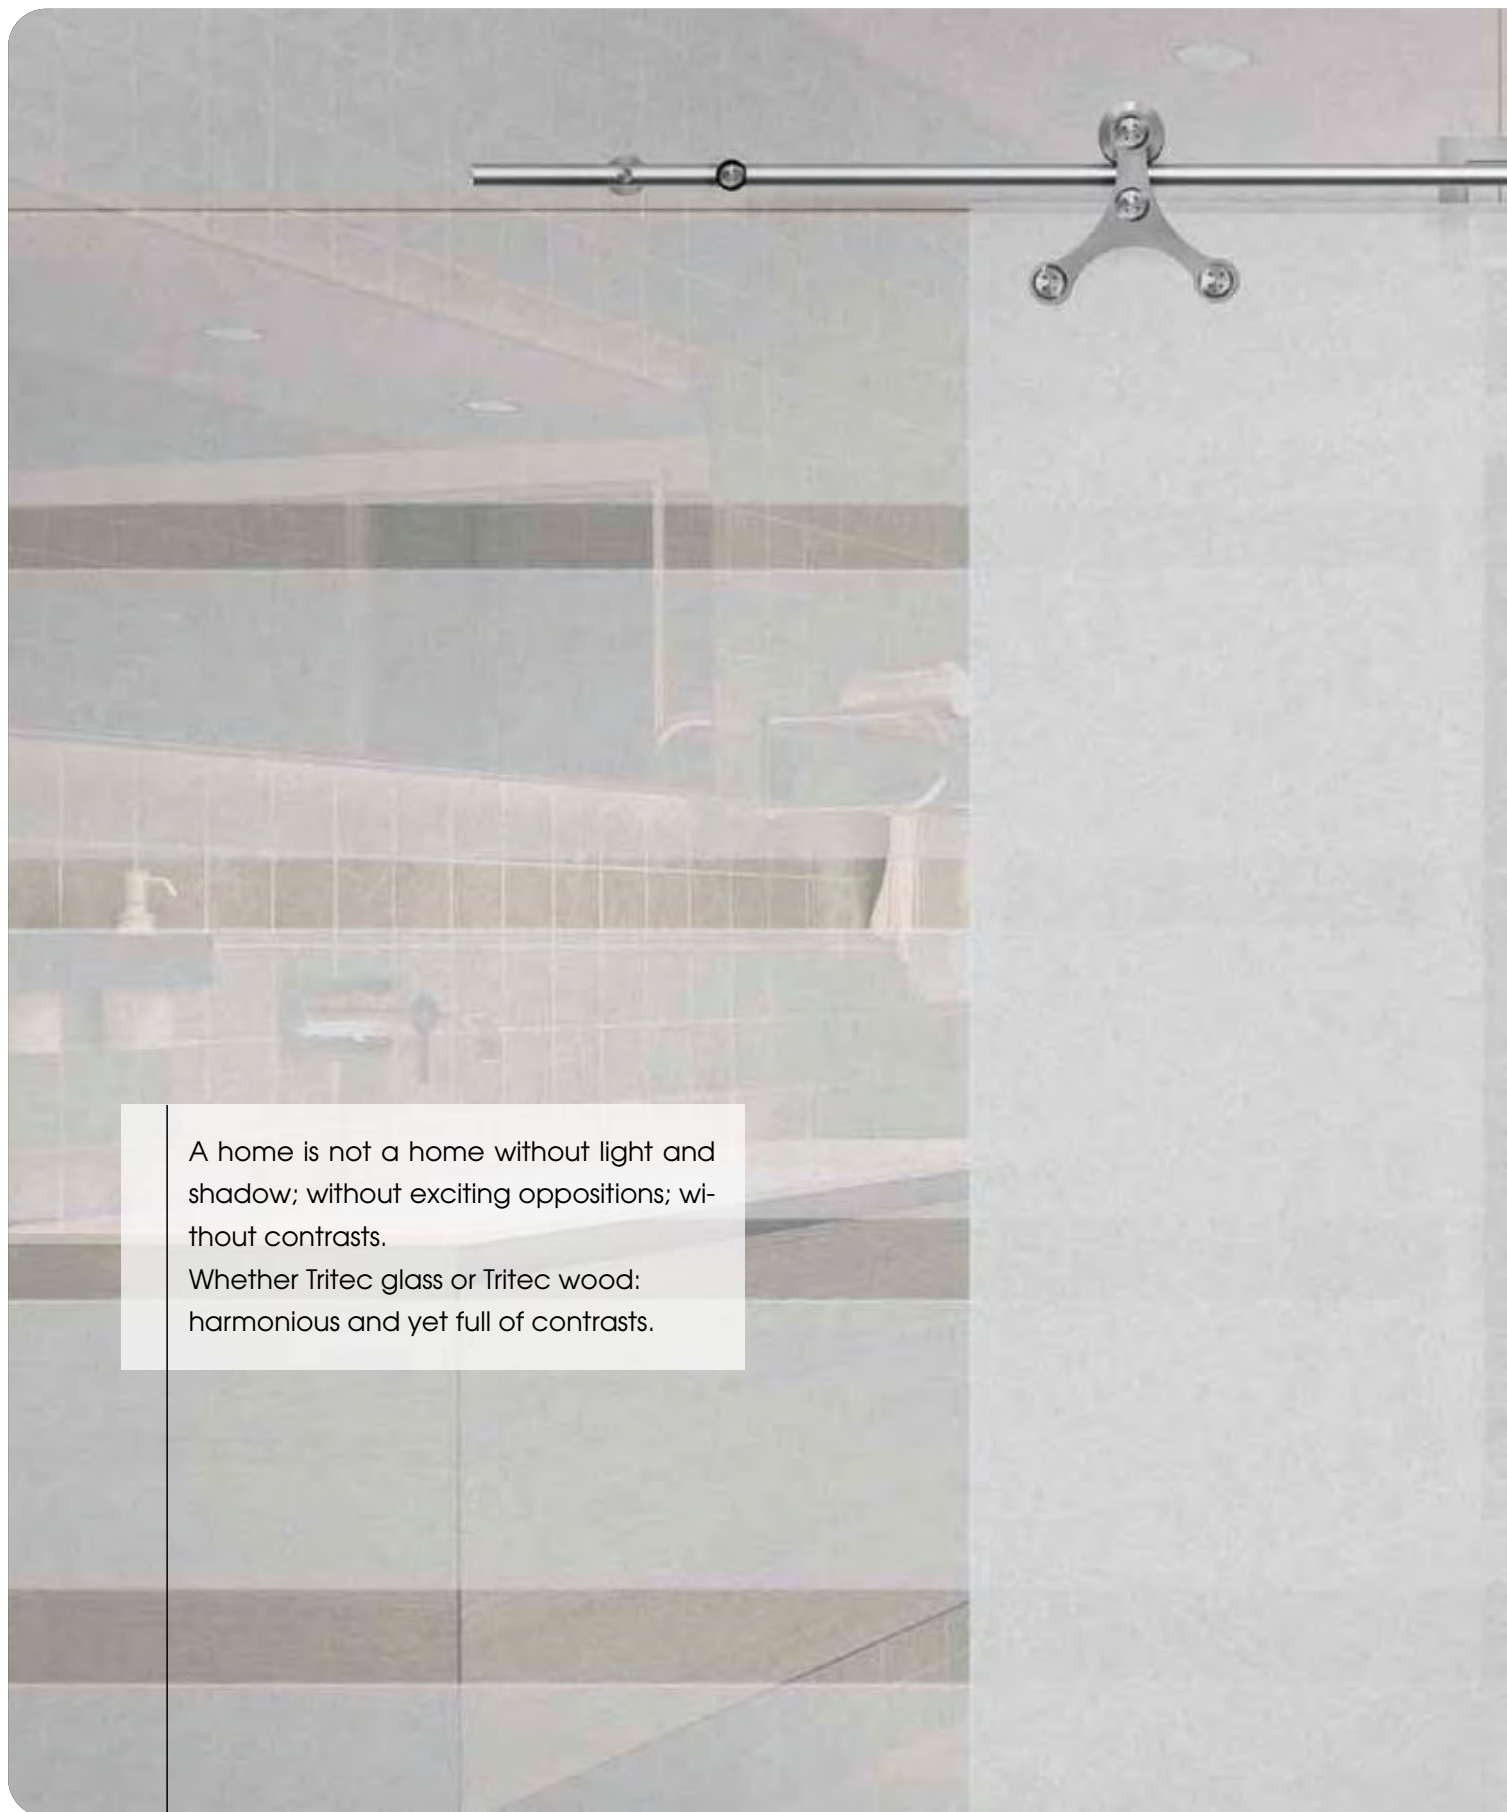 A home is not a home without light and
shadow; without exciting oppositions; wi-
thout contrasts.
Whether Tritec glass or Tritec wood:
harmonious and yet full of contrasts.